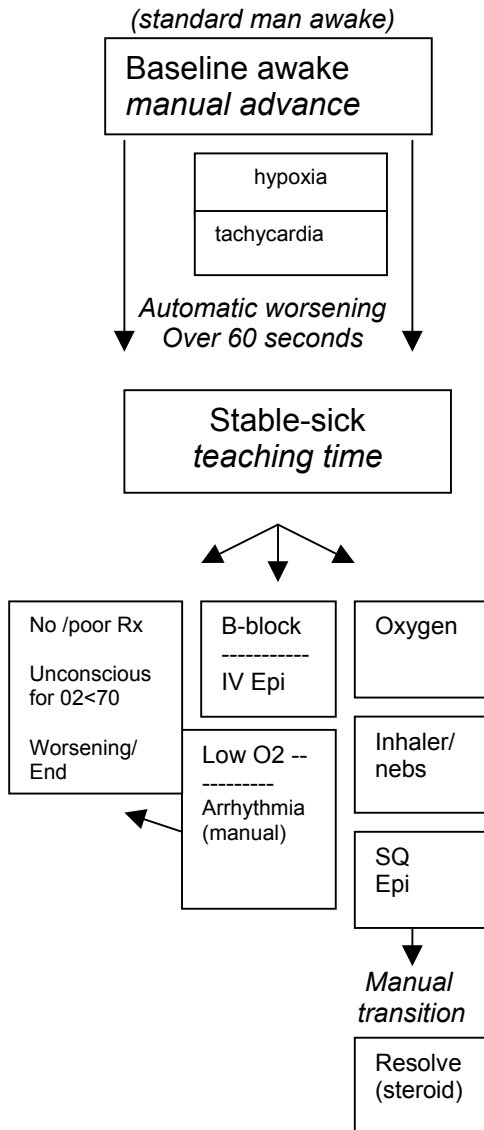 (standard man awake)
Baseline awake
manual advance
hypoxia
tachycardia
Automatic worsening
Over 60 seconds
Stable-sick
teaching time
No /poor Rx
Unconscious
for 02<70
Worsening/
End
B-block
-----------
IV Epi
Low O2 --
---------
Arrhythmia
(manual)
Oxygen
Inhaler/
nebs
SQ
Epi
Manual
transition
Resolve
(steroid)